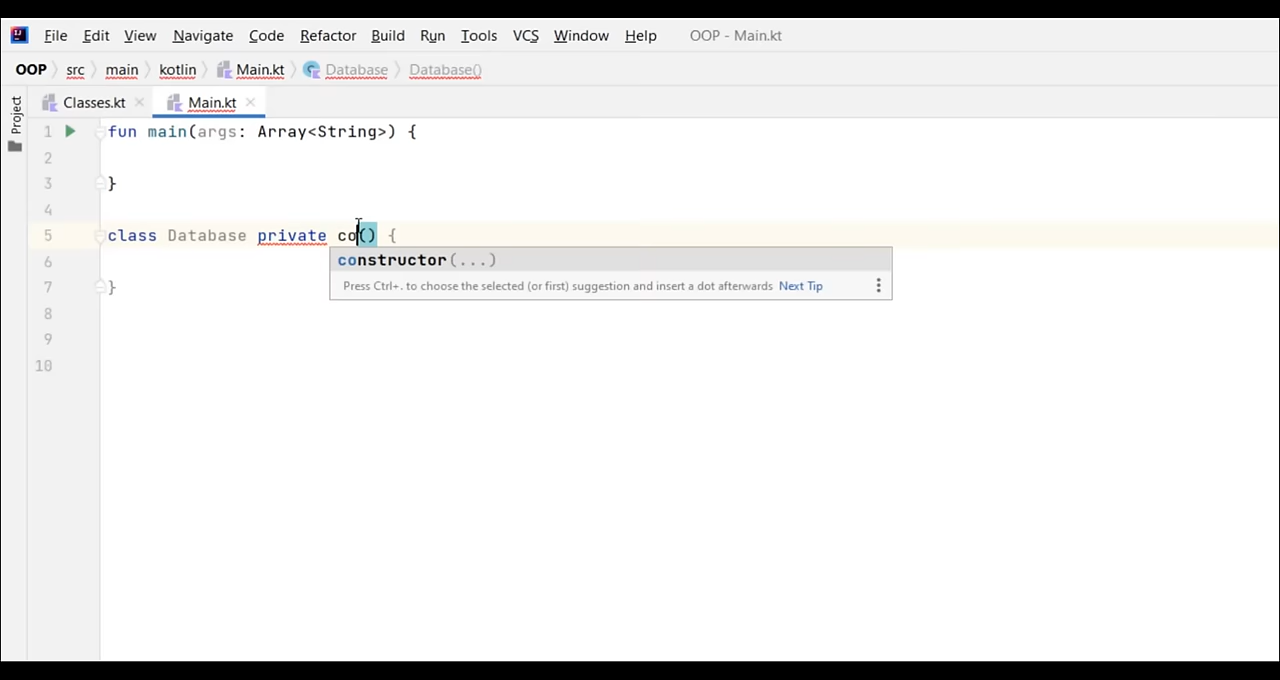 File Edit View Navigate Code Refactor Build Run Tools VCS Window Help OOP - Main.kt
OOP src main kotlin Main.kt Database Database()
Project
Classes.kt Main.kt
1 fun main(args: Array<String>) {
2
3 }
4
5 class Database private co() {
constructor(...)
6
Press Ctrl+. to choose the selected (or first) suggestion and insert a dot afterwards Next Tip
7 }
8
9
10